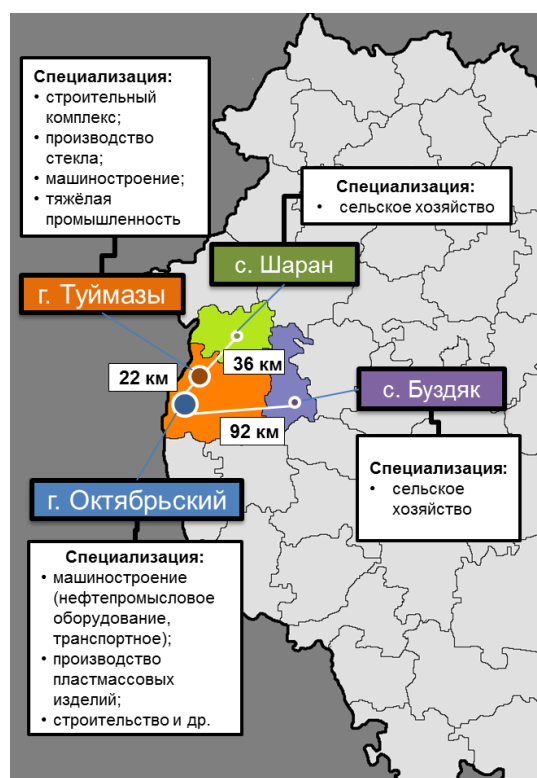 Специализация:
• строительный
комплекс;
• производство
стекла;
• машиностроение;
• тяжёлая
промышленность
Специализация:
• сельское хозяйство
с. Шаран
г. Туймазы
22 км
36 км
с. Буздяк
92 км
Специализация:
• сельское
хозяйство
г. Октябрьский
Специализация:
• машиностроение
(нефтепромысловое
оборудование,
транспортное);
• производство
пластмассовых
изделий;
• строительство и др.